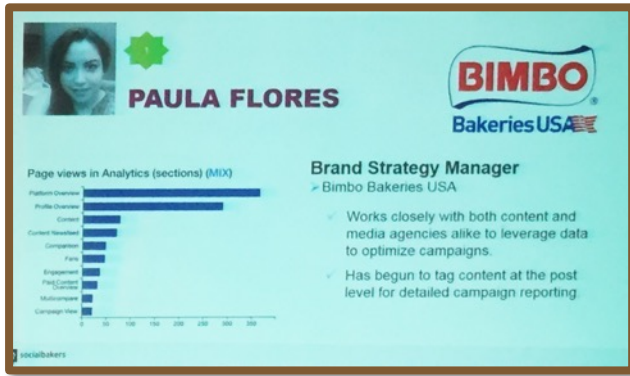 1
PAULA FLORES
BIMBO
®
Bakeries USA
Page views in Analytics (sections) (MIX)
Platform Overview
Profile Overview
Content
Content Newsfeed
Comparison
Fans
Engagement
Paid Content
Overview
Multicompare
Campaign View
0 50 100 150 200 250 300 350
Brand Strategy Manager
Bimbo Bakeries USA
Works closely with both content and
media agencies alike to leverage data
to optimize campaigns.
Has begun to tag content at the post
level for detailed campaign reporting.
socialbakers